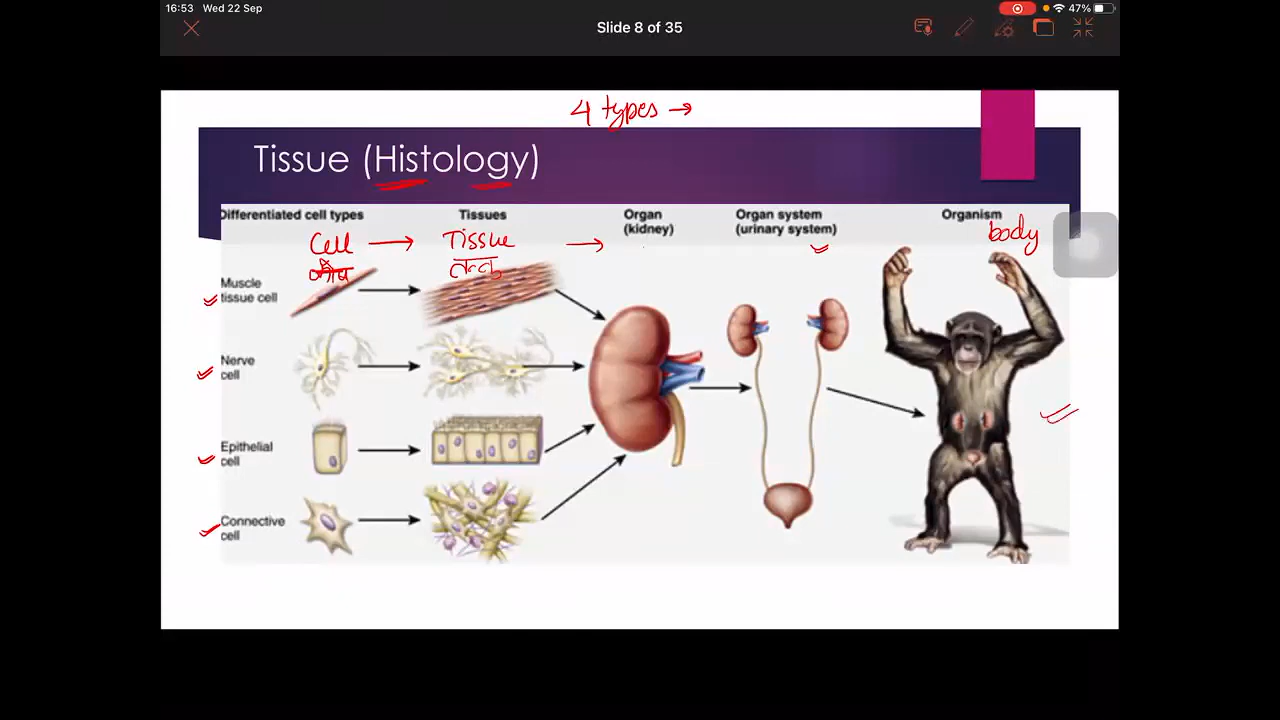 16:53 Wed 22 Sep
47%
Slide 8 of 35
4 types →
Tissue (Histology)
Differentiated cell types
Tissues
Organ
(kidney)
Organ system
(urinary system)
Organism
Cell → Tissue →
body
Muscle
tissue cell
Nerve
cell
Epithelial
cell
Connective
cell